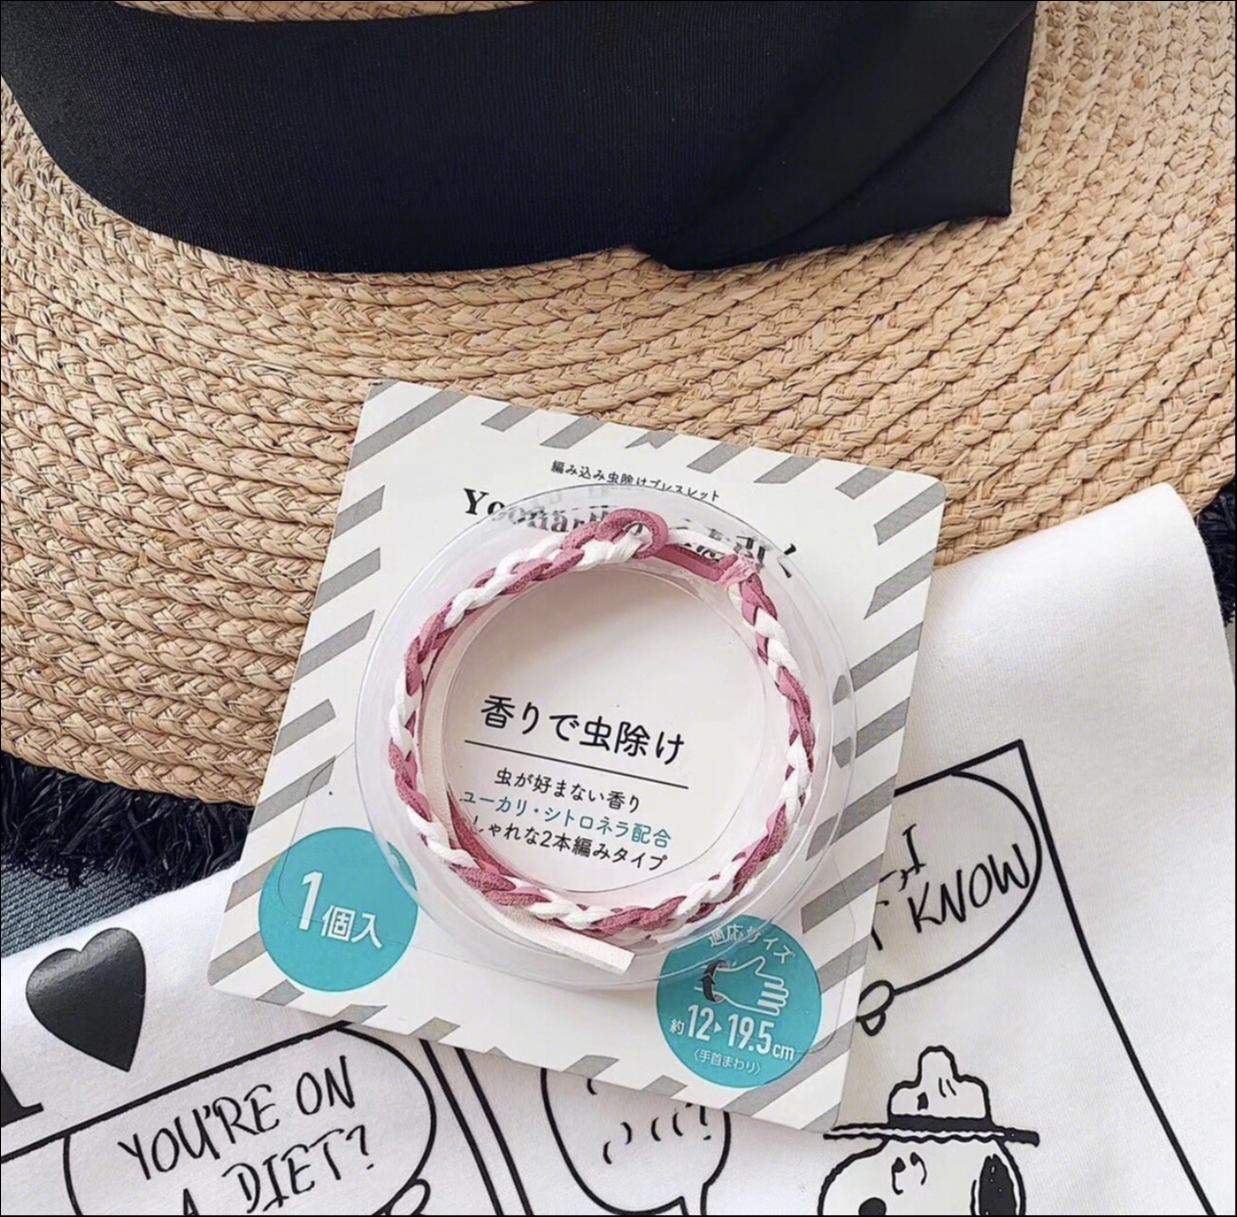 編み込み虫除けブレスレット
香りで虫除け
虫が好まない香り
ユーカリ・シトロネラ配合
しゃれな2本編みタイプ
1個入
適応サイズ
約12▸19.5cm
〈手首まわり〉
I
KNOW
YOU'RE ON
A DIET?